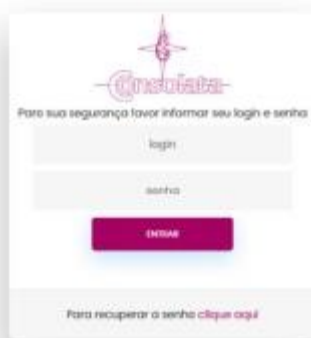 Consolata
Para sua segurança favor informar seu login e senha
login
senha
ENTRAR
Para recuperar a senha clique aqui